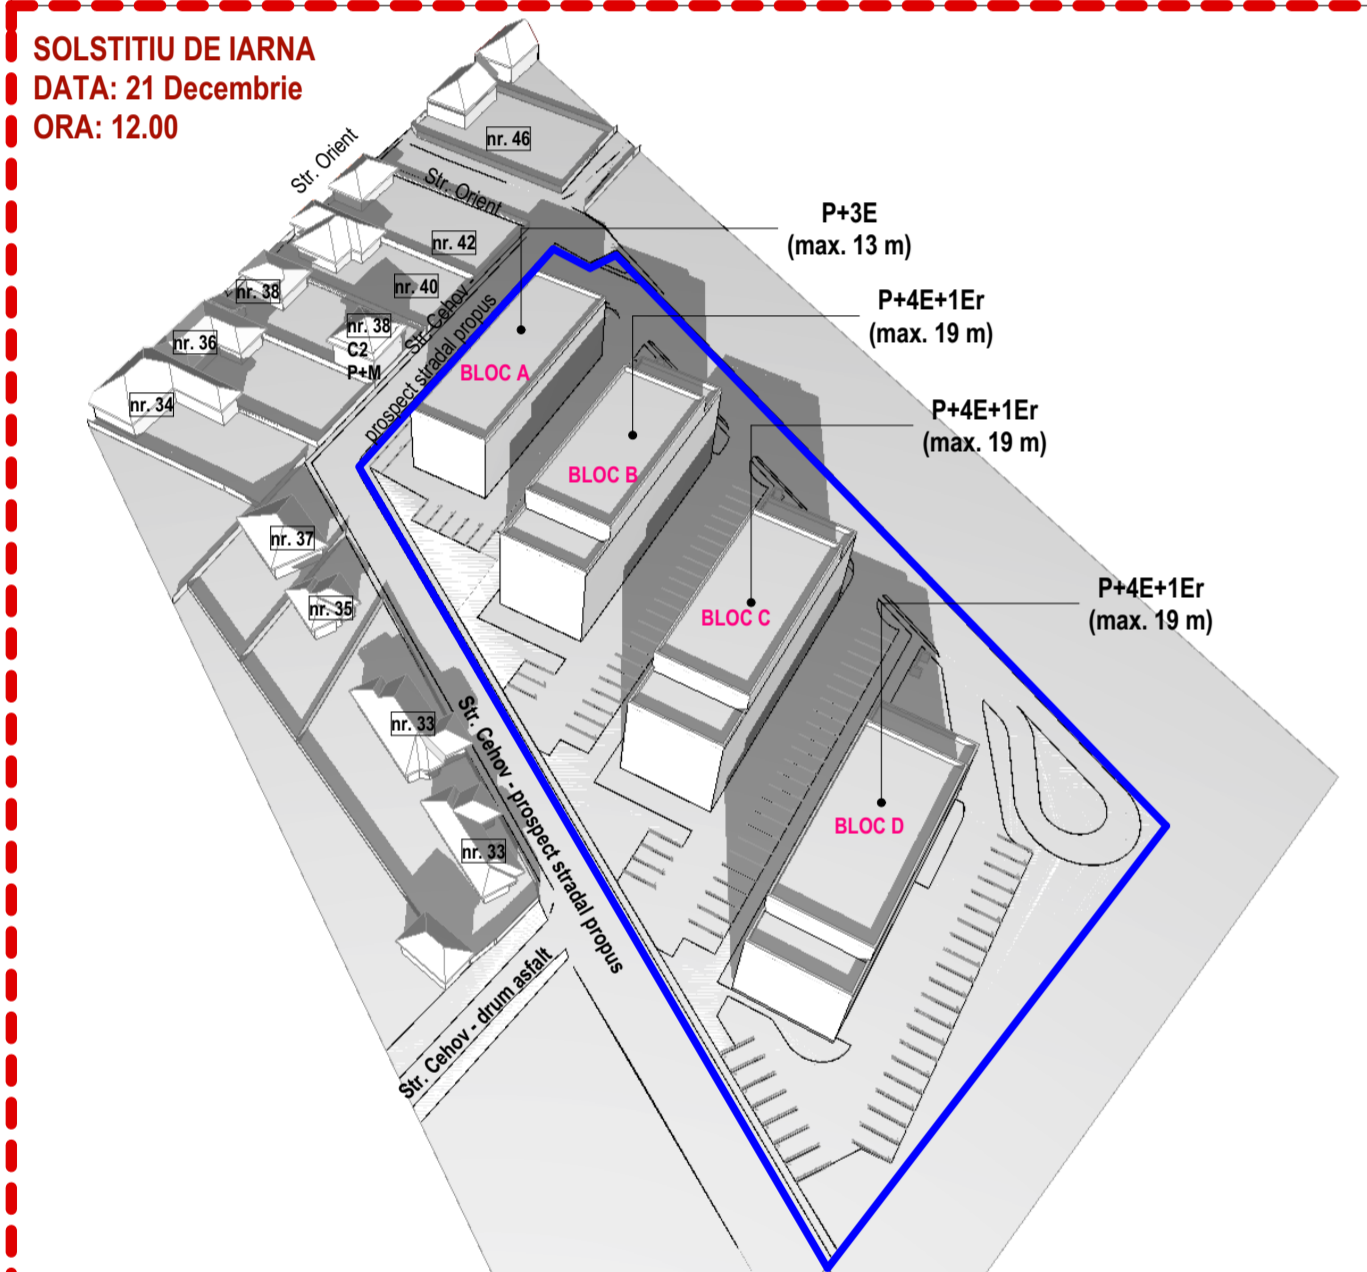 SOLSTITIU DE IARNA
DATA: 21 Decembrie
ORA: 12.00
Str. Orient
nr. 46
Str. Orient
P+3E
(max. 13 m)
nr. 42
nr. 40
nr. 38
nr. 38
C2
P+M
nr. 36
nr. 34
Str. Cehov -
prospect stradal propus
P+4E+1Er
(max. 19 m)
BLOC A
P+4E+1Er
(max. 19 m)
BLOC B
nr. 37
nr. 35
P+4E+1Er
(max. 19 m)
BLOC C
nr. 33
Str. Cehov - prospect stradal propus
BLOC D
nr. 33
Str. Cehov - drum asfalt